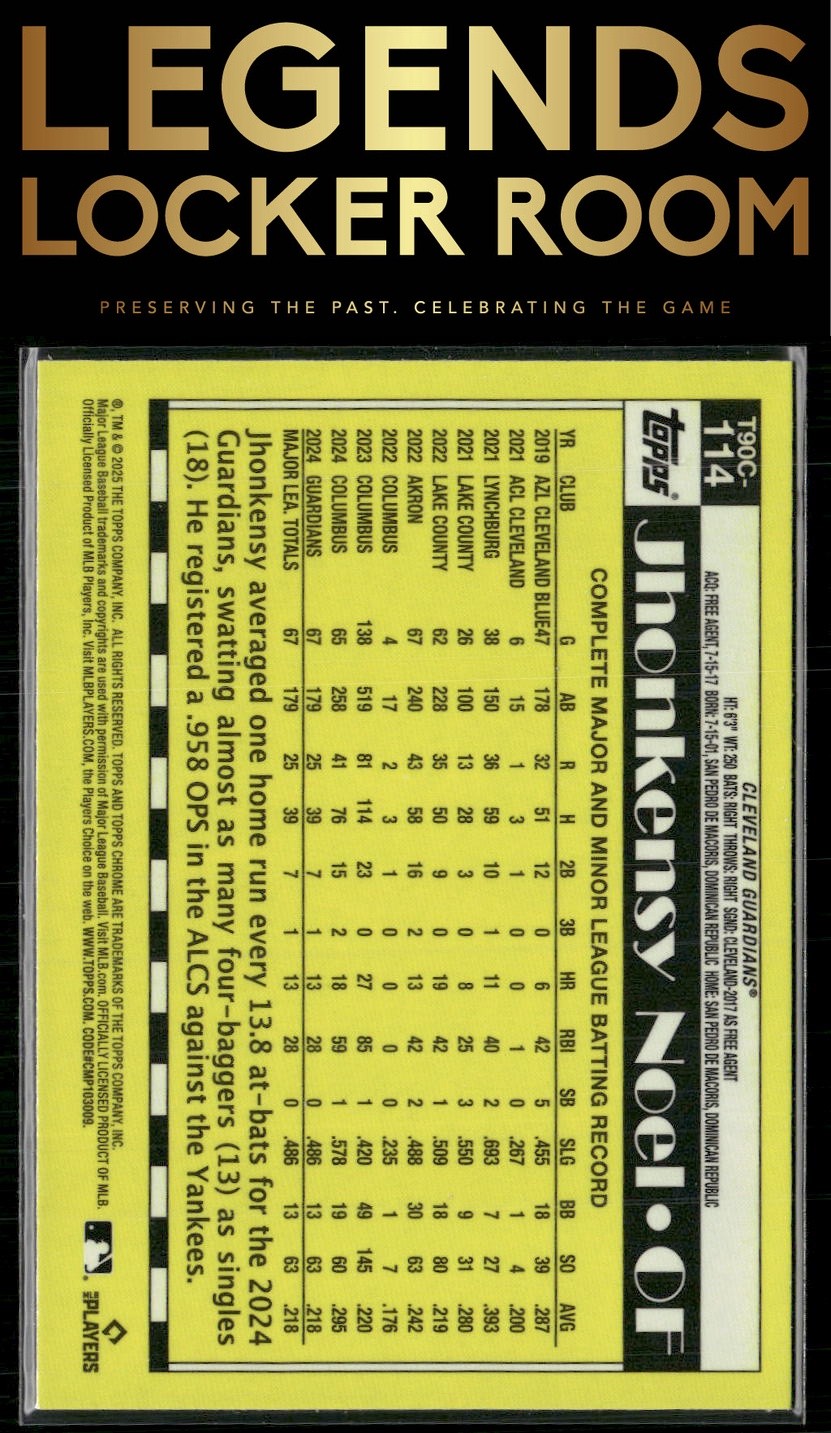 LEGENDS
LOCKER ROOM
PRESERVING THE PAST. CELEBRATING THE GAME
T90C-
114
CLEVELAND GUARDIANS®
HT: 6'3" WT: 250 BATS: RIGHT THROWS: RIGHT SGND: CLEVELAND-2017 AS FREE AGENT
ACQ: FREE AGENT, 7-15-17 BORN: 7-15-01, SAN PEDRO DE MACORIS, DOMINICAN REPUBLIC HOME: SAN PEDRO DE MACORIS, DOMINICAN REPUBLIC
topps®
Jhonkensy Noel • OF
COMPLETE MAJOR AND MINOR LEAGUE BATTING RECORD
YR CLUB G AB R H 2B 3B HR RBI SB SLG BB SO AVG
2019 AZL CLEVELAND BLUE 47 178 32 51 12 0 6 42 5 .455 18 39 .287
2021 ACL CLEVELAND 6 15 1 3 1 0 0 1 0 .267 1 4 .200
2021 LYNCHBURG 38 150 36 59 10 1 11 40 2 .693 7 27 .393
2021 LAKE COUNTY 26 100 13 28 3 0 8 25 3 .550 9 31 .280
2022 LAKE COUNTY 62 228 35 50 9 0 19 42 1 .509 18 80 .219
2022 AKRON 67 240 43 58 16 2 13 42 2 .488 30 63 .242
2022 COLUMBUS 4 17 2 3 1 0 0 0 0 .235 1 7 .176
2023 COLUMBUS 138 519 81 114 23 0 27 85 1 .420 49 145 .220
2024 COLUMBUS 65 258 41 76 15 2 18 59 1 .578 19 60 .295
2024 GUARDIANS 67 179 25 39 7 1 13 28 0 .486 13 63 .218
MAJOR LEA. TOTALS 67 179 25 39 7 1 13 28 0 .486 13 63 .218
Jhonkensy averaged one home run every 13.8 at-bats for the 2024
Guardians, swatting almost as many four-baggers (13) as singles
(18). He registered a .958 OPS in the ALCS against the Yankees.
®, TM & © 2025 THE TOPPS COMPANY, INC. ALL RIGHTS RESERVED. TOPPS AND TOPPS CHROME ARE TRADEMARKS OF THE TOPPS COMPANY, INC.
Major League Baseball trademarks and copyrights are used with permission of Major League Baseball. Visit MLB.com. OFFICIALLY LICENSED PRODUCT OF MLB
Officially Licensed Product of MLB Players, Inc. Visit MLBPLAYERS.COM, the Players Choice on the web. WWW.TOPPS.COM. CODE#CMP103009.
MLB PLAYERS